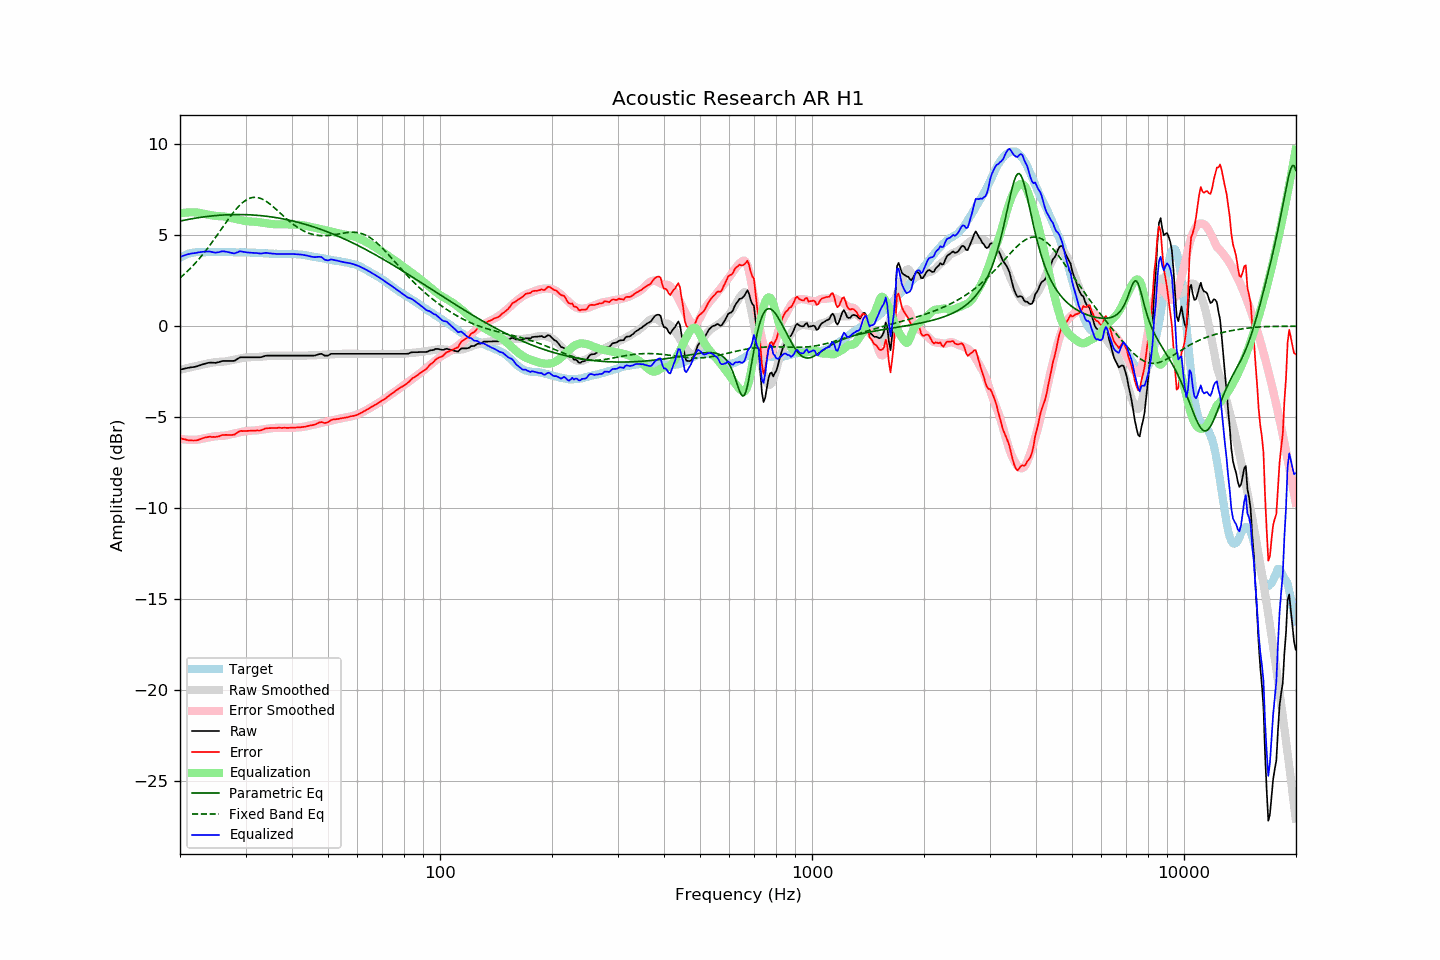 Acoustic Research AR H1
10
5
0
−5
−10
−15
−20
−25
Amplitude (dBr)
Target
Raw Smoothed
Error Smoothed
Raw
Error
Equalization
Parametric Eq
Fixed Band Eq
Equalized
100
1000
10000
Frequency (Hz)